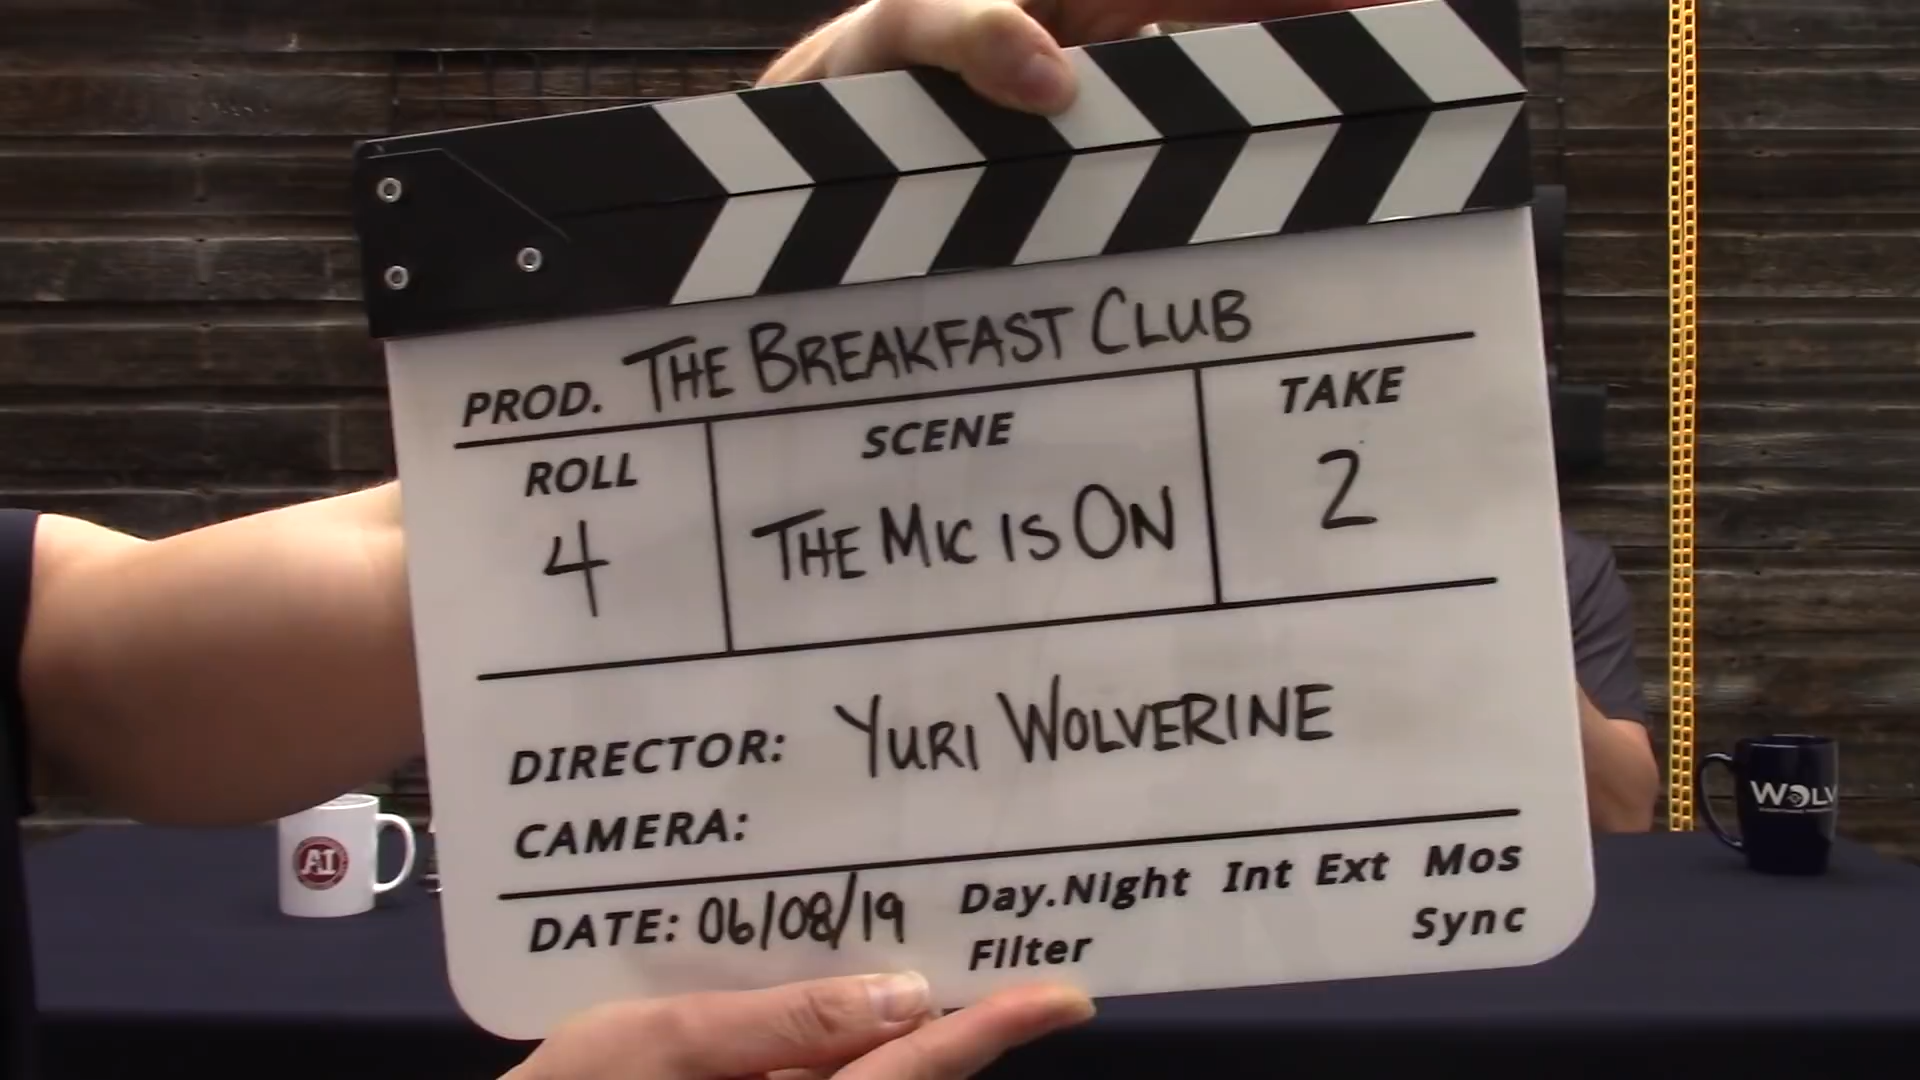 PROD. THE BREAKFAST CLUB
ROLL
4
SCENE
THE MIC IS ON
TAKE
2
DIRECTOR: YURI WOLVERINE
CAMERA:
DATE: 06/08/19
Day.Night Int Ext Mos
Filter Sync
AI
WOLV